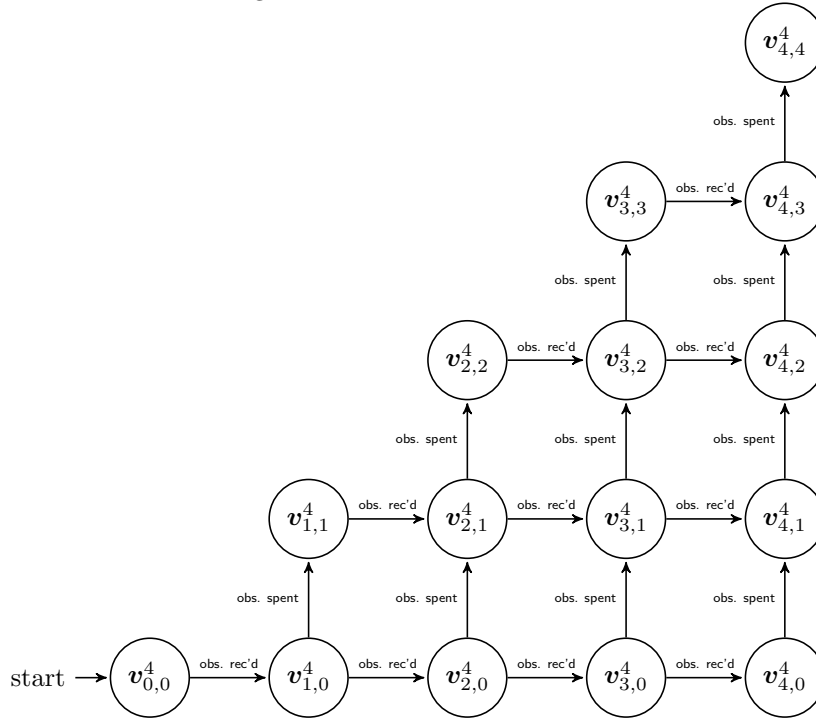 v^4_{4,4}
obs. spent
v^4_{3,3} obs. rec'd v^4_{4,3}
obs. spent obs. spent
v^4_{2,2} obs. rec'd v^4_{3,2} obs. rec'd v^4_{4,2}
obs. spent obs. spent obs. spent
v^4_{1,1} obs. rec'd v^4_{2,1} obs. rec'd v^4_{3,1} obs. rec'd v^4_{4,1}
obs. spent obs. spent obs. spent obs. spent
start v^4_{0,0} obs. rec'd v^4_{1,0} obs. rec'd v^4_{2,0} obs. rec'd v^4_{3,0} obs. rec'd v^4_{4,0}